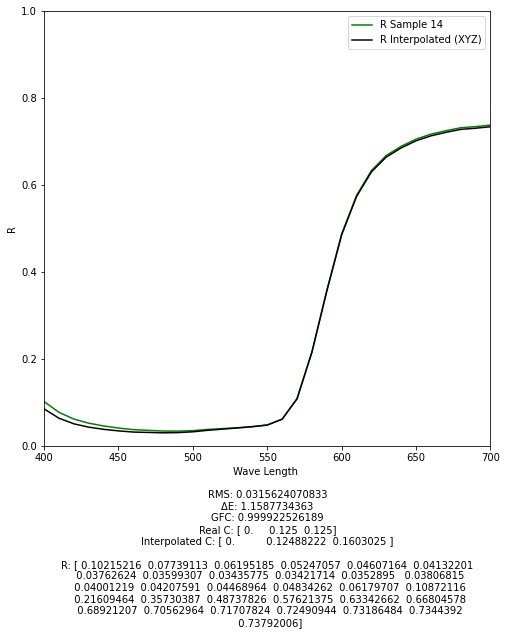 1.0
0.8
0.6
0.4
0.2
0.0
R
R Sample 14
R Interpolated (XYZ)
400 450 500 550 600 650 700
Wave Length
RMS: 0.0315624070833
ΔE: 1.1587734363
GFC: 0.999922526189
Real C: [ 0. 0.125 0.125]
Interpolated C: [ 0. 0.12488222 0.1603025 ]
R: [ 0.10215216 0.07739113 0.06195185 0.05247057 0.04607164 0.04132201
0.03762624 0.03599307 0.03435775 0.03421714 0.0352895 0.03806815
0.04001219 0.04207591 0.04468964 0.04834262 0.06179707 0.10872116
0.21609464 0.35730387 0.48737826 0.57621375 0.63342662 0.66804578
0.68921207 0.70562964 0.71707824 0.72490944 0.73186484 0.7344392
0.73792006]